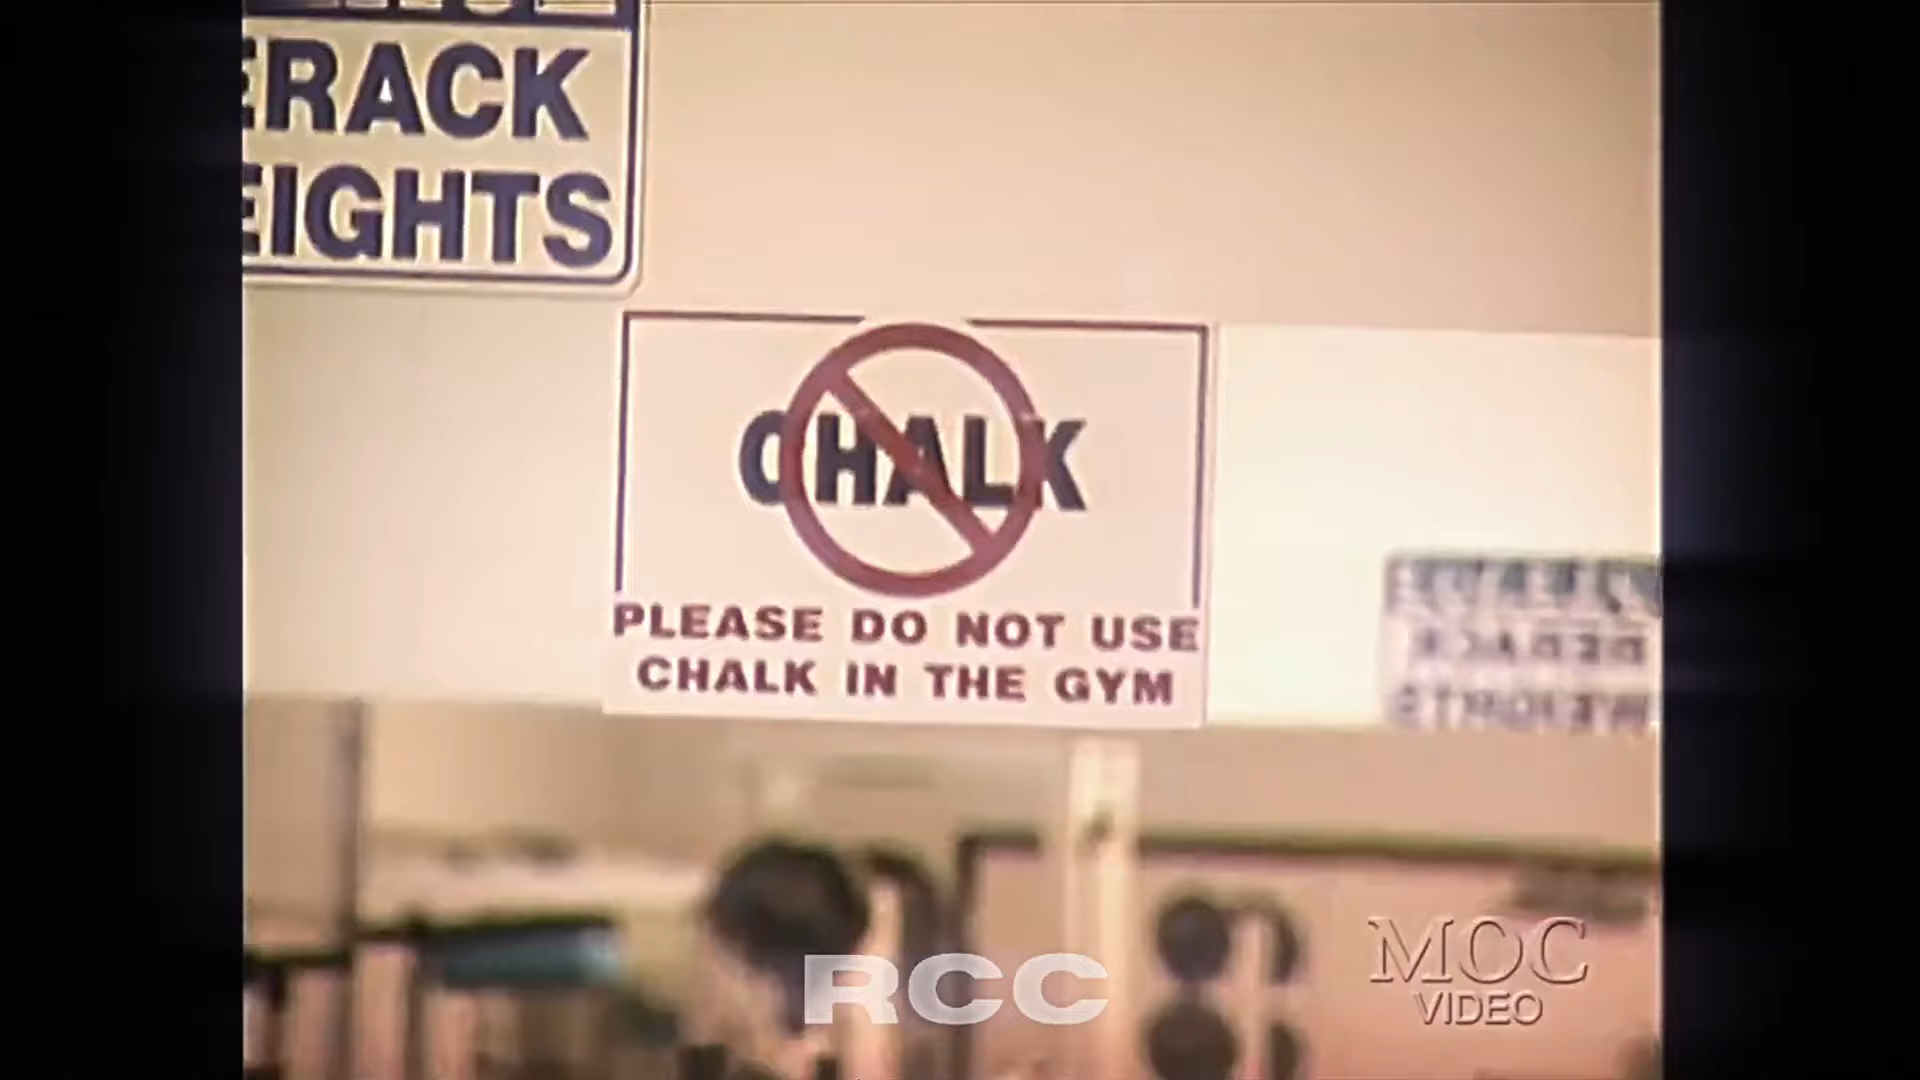 ERACK
EIGHTS
CHALK
PLEASE DO NOT USE
CHALK IN THE GYM
RCC
MOC
VIDEO